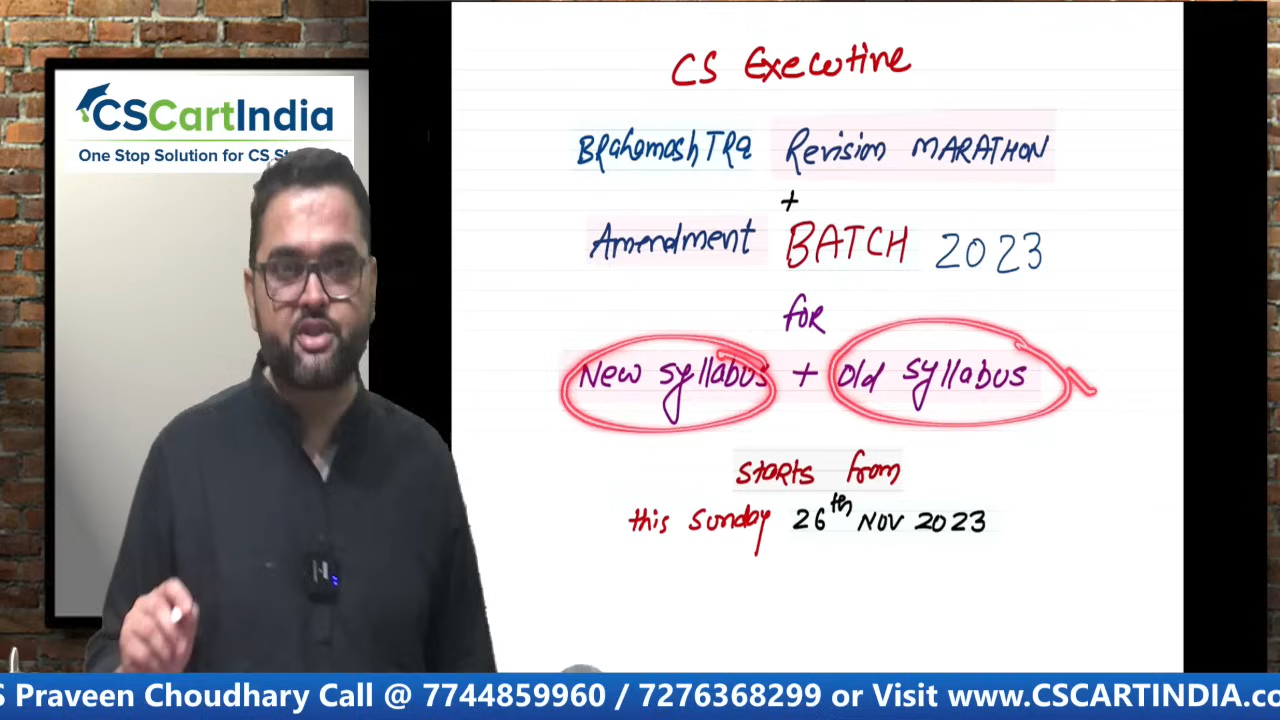 CSCartIndia
One Stop Solution for CS St
CS Executive
BRahamashTRa Revision MARATHON
+
Amendment BATCH 2023
for
New syllabus + Old syllabus
starts from
this Sunday 26th NOV 2023
S Praveen Choudhary Call @ 7744859960 / 7276368299 or Visit www.CSCARTINDIA.co